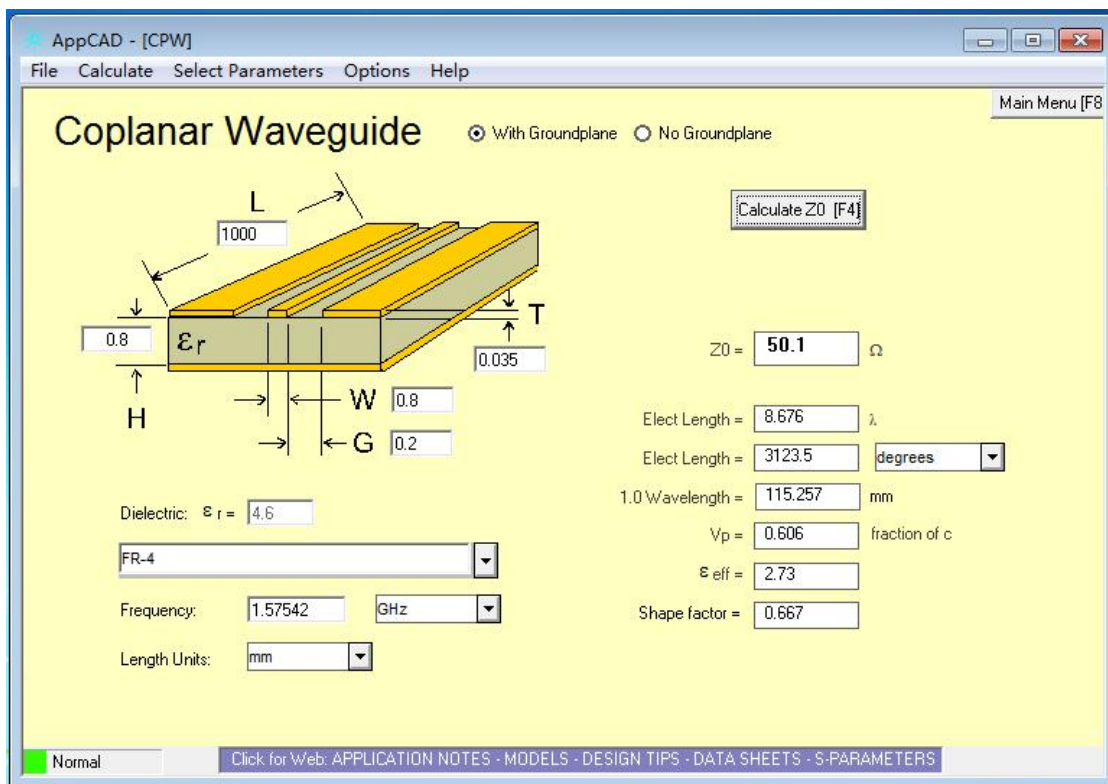 AppCAD - [CPW]
File Calculate Select Parameters Options Help
Main Menu [F8
Coplanar Waveguide
With Groundplane No Groundplane
Calculate Z0 [F4]
L
1000
0.8
εr
T
0.035
H
W 0.8
G 0.2
Z0 = 50.1 Ω
Elect Length = 8.676 λ
Elect Length = 3123.5 degrees
1.0 Wavelength = 115.257 mm
Vp = 0.606 fraction of c
ε eff = 2.73
Shape factor = 0.667
Dielectric: ε r = 4.6
FR-4
Frequency: 1.57542 GHz
Length Units: mm
Normal
Click for Web: APPLICATION NOTES - MODELS - DESIGN TIPS - DATA SHEETS - S-PARAMETERS